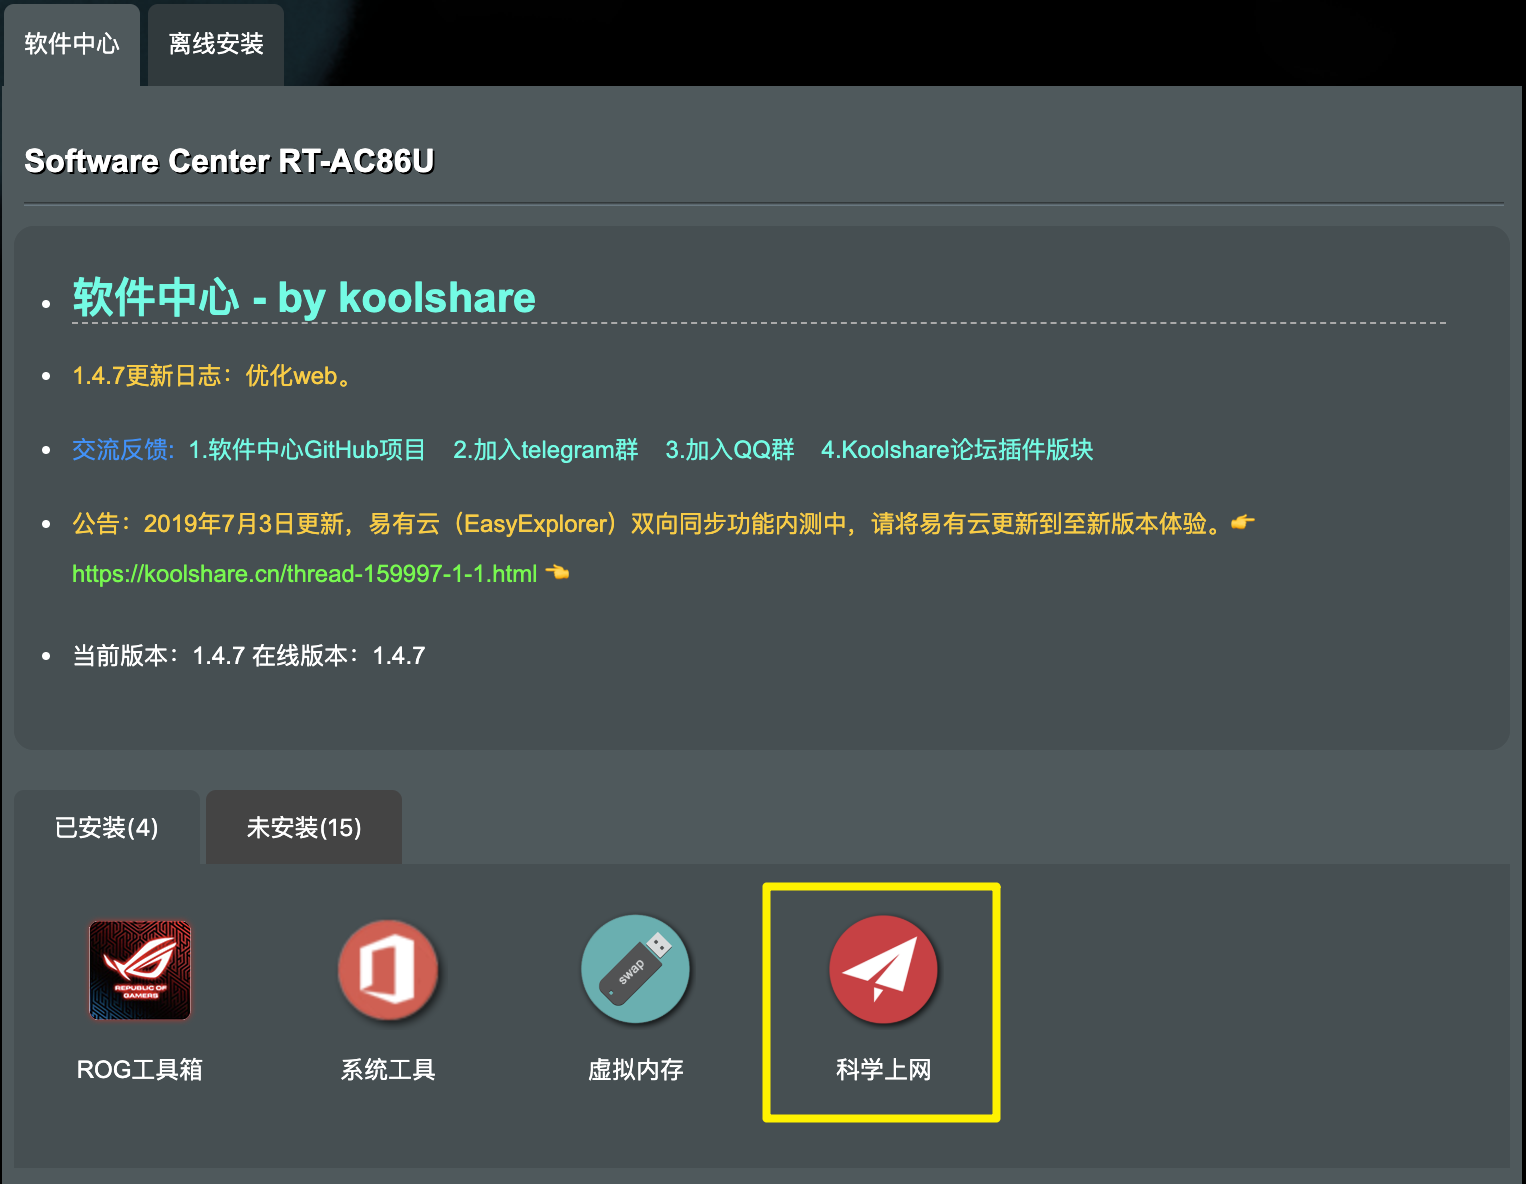 软件中心
离线安装
Software Center RT-AC86U
软件中心 - by koolshare
1.4.7更新日志：优化web。
交流反馈: 1.软件中心GitHub项目 2.加入telegram群 3.加入QQ群 4.Koolshare论坛插件版块
公告：2019年7月3日更新，易有云（EasyExplorer）双向同步功能内测中，请将易有云更新到至新版本体验。👉
https://koolshare.cn/thread-159997-1-1.html 👈
当前版本：1.4.7 在线版本：1.4.7
已安装(4)
未安装(15)
REPUBLIC OF
GAMERS
swap
ROG工具箱
系统工具
虚拟内存
科学上网